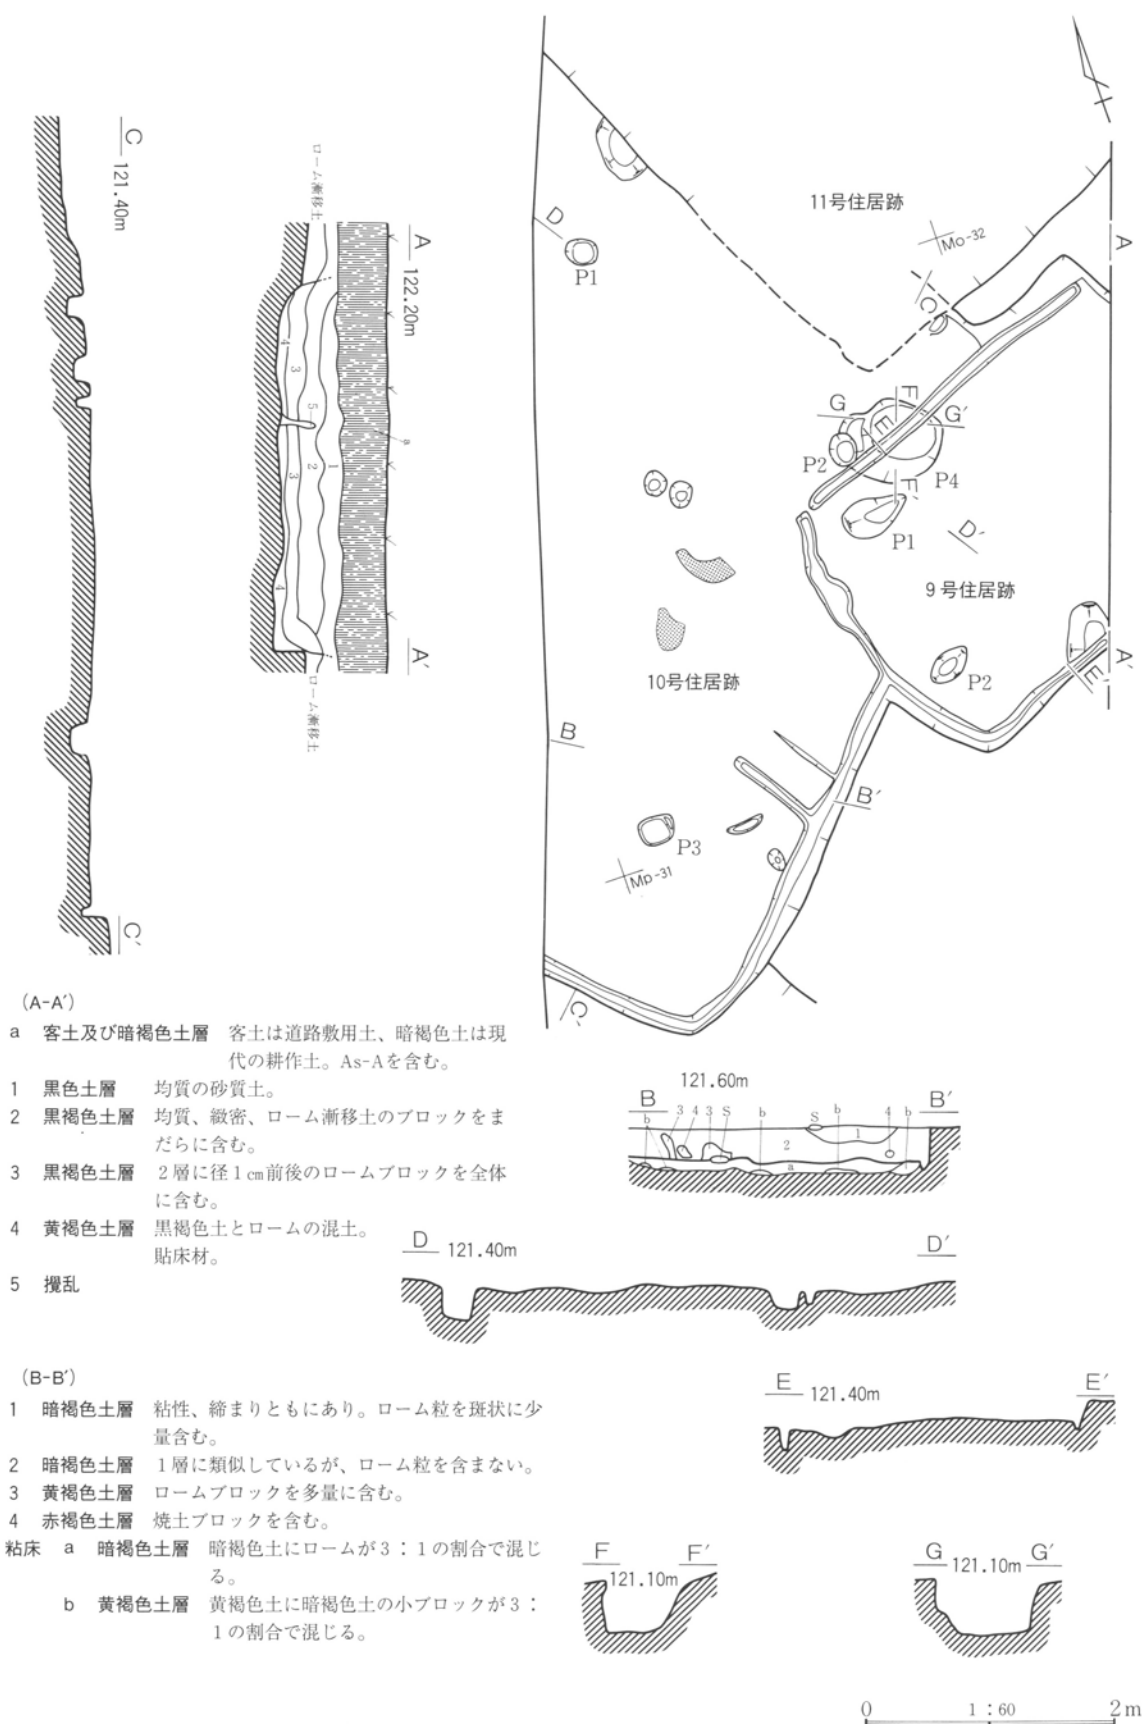 11号住居跡
Mo-32
D
P1
C
A
F
G
E
G′
P2
P4
F′
P1
D′
9号住居跡
A′
E′
P2
10号住居跡
B
B′
P3
Mp-31
C′
C 121.40m
C′
ローム漸移土
A 122.20m
4
3
5
2
1
a
3
4
A′
ローム漸移土
(A-A′)
a 客土及び暗褐色土層 客土は道路敷用土、暗褐色土は現
代の耕作土。As-Aを含む。
1 黒色土層 均質の砂質土。
2 黒褐色土層 均質、緻密、ローム漸移土のブロックをま
だらに含む。
3 黒褐色土層 2層に径1㎝前後のロームブロックを全体
に含む。
4 黄褐色土層 黒褐色土とロームの混土。
貼床材。
5 攪乱
121.60m
B B′
b 3 4 3 S b S b 4 b
1
2
a
D 121.40m D′
(B-B′)
1 暗褐色土層 粘性、締まりともにあり。ローム粒を斑状に少
量含む。
2 暗褐色土層 1層に類似しているが、ローム粒を含まない。
3 黄褐色土層 ロームブロックを多量に含む。
4 赤褐色土層 焼土ブロックを含む。
粘床 a 暗褐色土層 暗褐色土にロームが3：1の割合で混じ
る。
b 黄褐色土層 黄褐色土に暗褐色土の小ブロックが3：
1の割合で混じる。
E 121.40m E′
F 121.10m F′
G 121.10m G′
0 1：60 2m